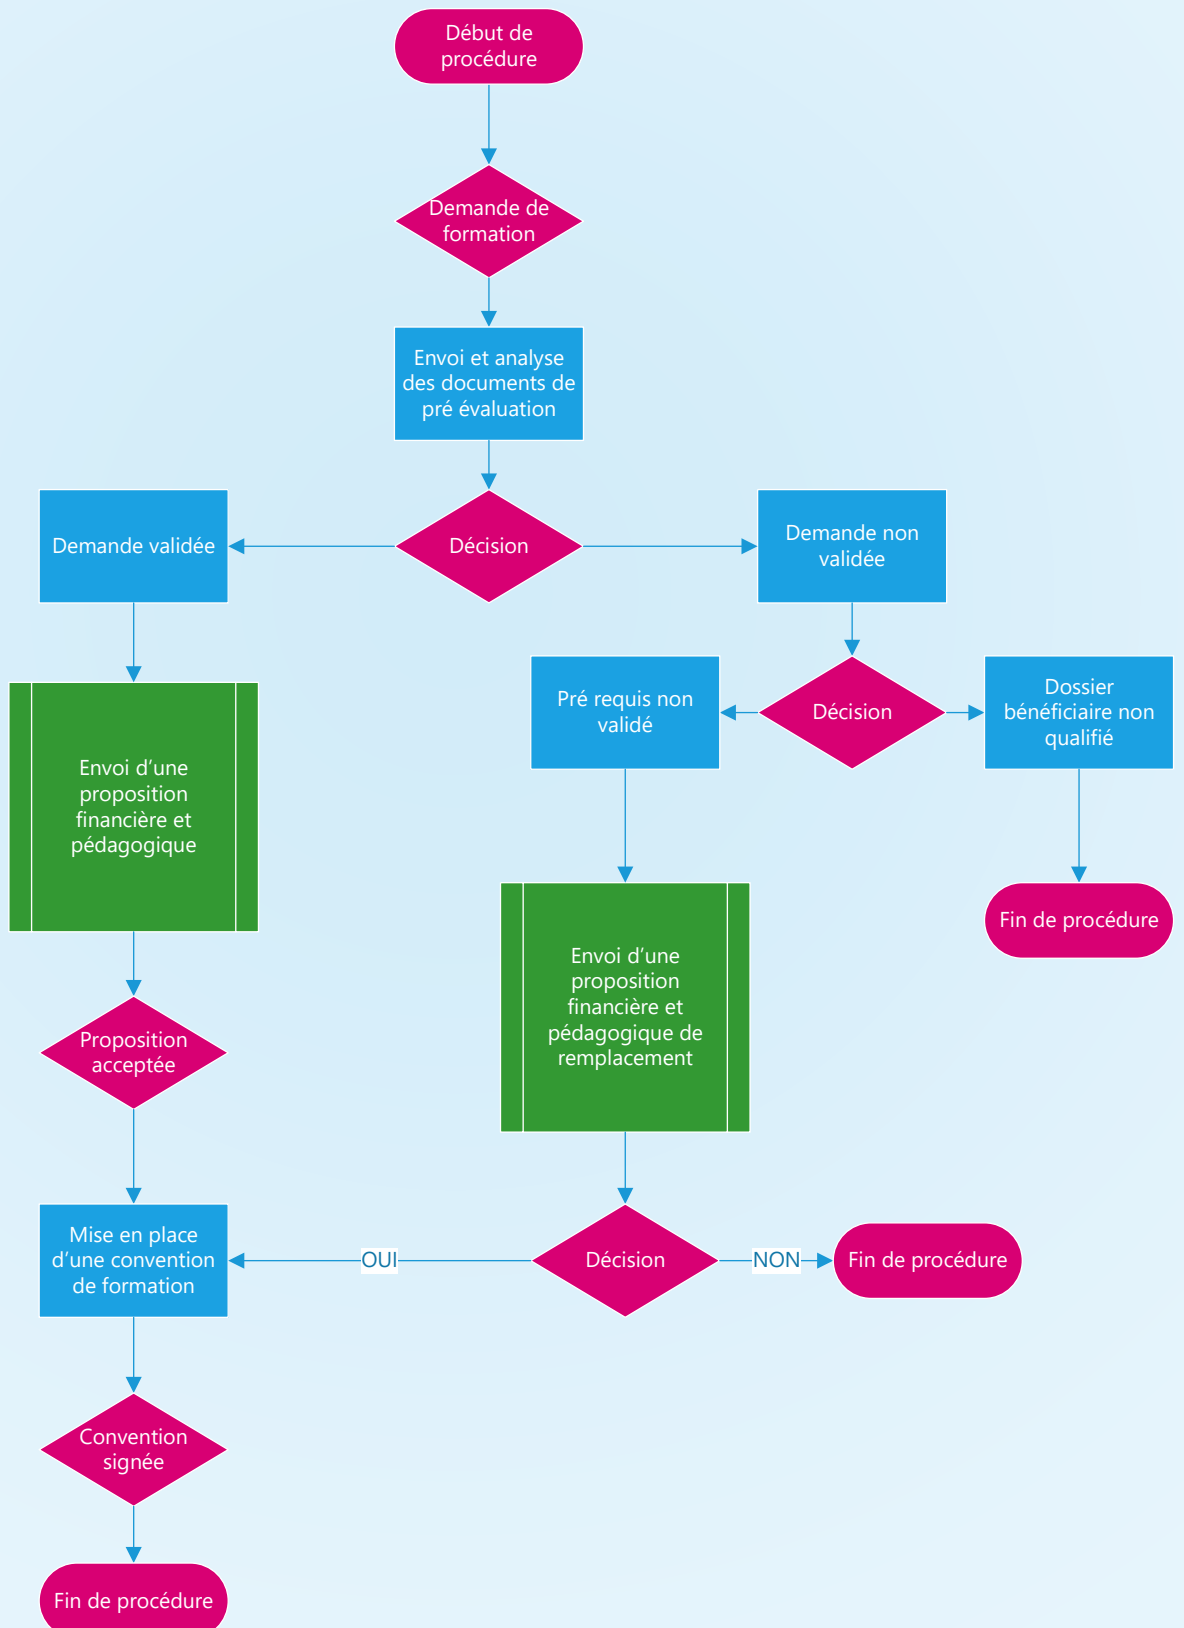 Début de
procédure
Demande de
formation
Envoi et analyse
des documents de
pré évaluation
Demande validée
Décision
Demande non
validée
Pré requis non
validé
Décision
Dossier
bénéficiaire non
qualifié
Envoi d’une
proposition
financière et
pédagogique
Fin de procédure
Envoi d’une
proposition
financière et
pédagogique de
remplacement
Proposition
acceptée
Mise en place
d’une convention
de formation
OUI
Décision
NON
Fin de procédure
Convention
signée
Fin de procédure